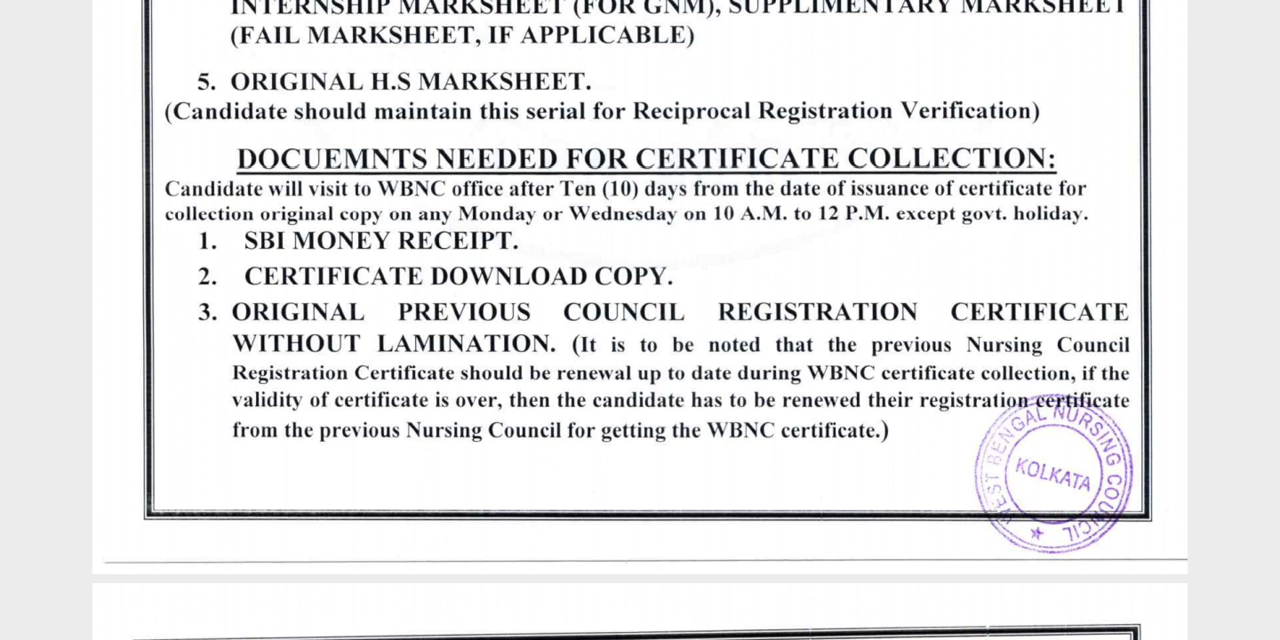 INTERNSHIP MARKSHEET (FOR GNM), SUPPLIMENTARY MARKSHEET
(FAIL MARKSHEET, IF APPLICABLE)
5. ORIGINAL H.S MARKSHEET.
(Candidate should maintain this serial for Reciprocal Registration Verification)
DOCUEMNTS NEEDED FOR CERTIFICATE COLLECTION:
Candidate will visit to WBNC office after Ten (10) days from the date of issuance of certificate for
collection original copy on any Monday or Wednesday on 10 A.M. to 12 P.M. except govt. holiday.
1. SBI MONEY RECEIPT.
2. CERTIFICATE DOWNLOAD COPY.
3. ORIGINAL PREVIOUS COUNCIL REGISTRATION CERTIFICATE
WITHOUT LAMINATION. (It is to be noted that the previous Nursing Council
Registration Certificate should be renewal up to date during WBNC certificate collection, if the
validity of certificate is over, then the candidate has to be renewed their registration certificate
from the previous Nursing Council for getting the WBNC certificate.)
WEST BENGAL NURSING COUNCIL
KOLKATA